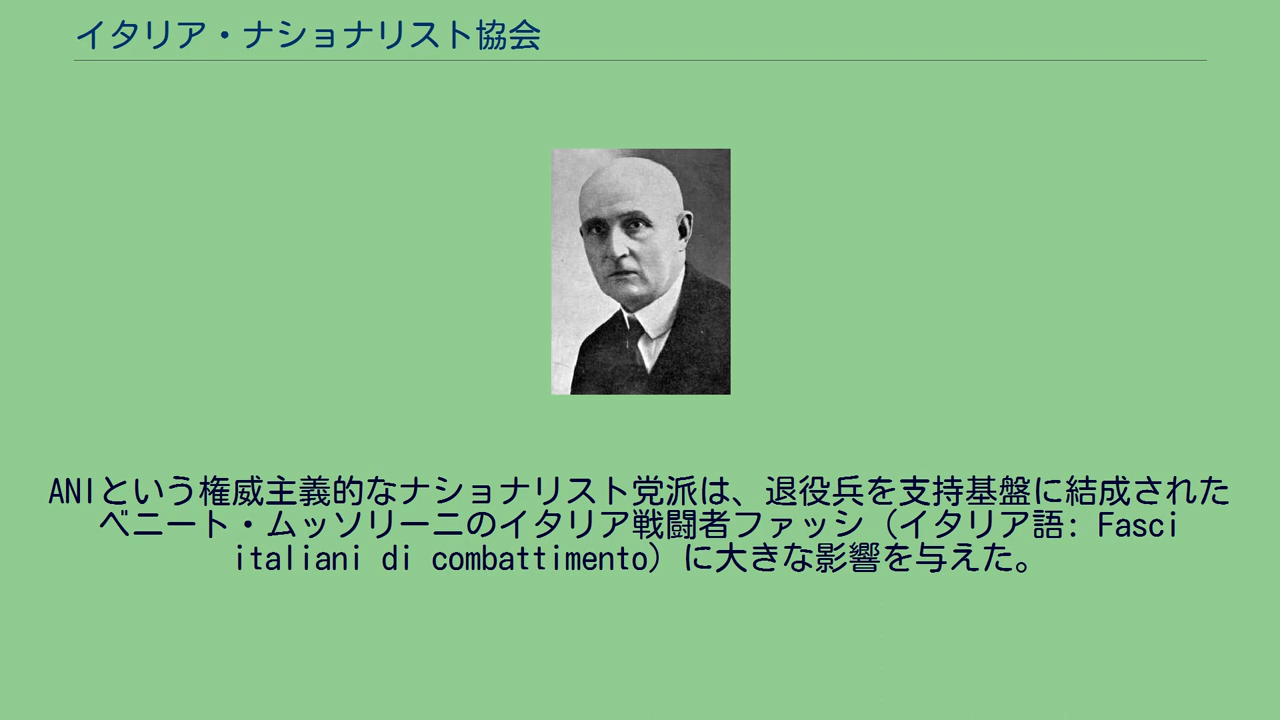 イタリア・ナショナリスト協会
ANIという権威主義的なナショナリスト党派は、退役兵を支持基盤に結成された
ベニート・ムッソリーニのイタリア戦闘者ファッシ（イタリア語: Fasci
italiani di combattimento）に大きな影響を与えた。